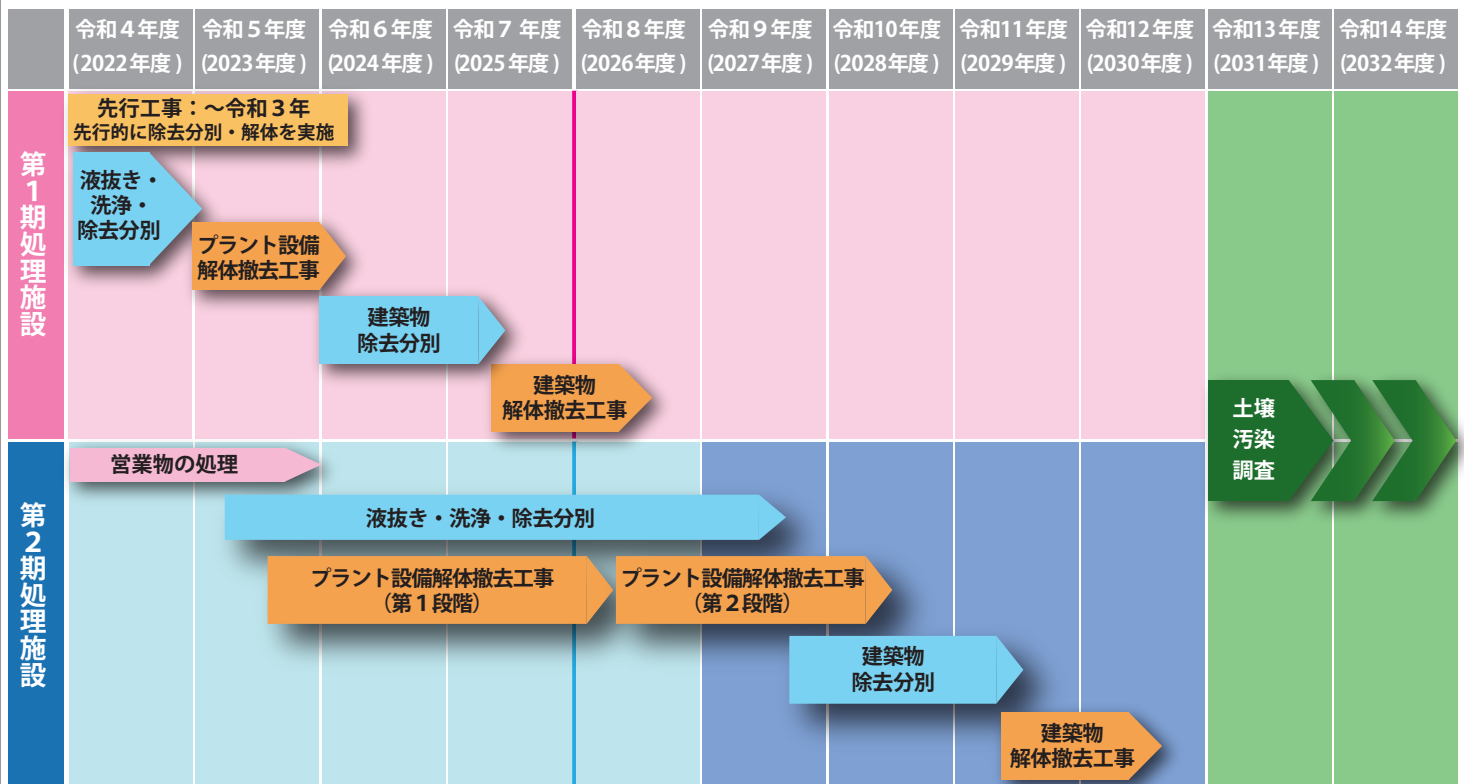 令和4年度
(2022年度)
令和5年度
(2023年度)
令和6年度
(2024年度)
令和7年度
(2025年度)
令和8年度
(2026年度)
令和9年度
(2027年度)
令和10年度
(2028年度)
令和11年度
(2029年度)
令和12年度
(2030年度)
令和13年度
(2031年度)
令和14年度
(2032年度)
第1期処理施設
先行工事：～令和3年
先行的に除去分別・解体を実施
液抜き・
洗浄・
除去分別
プラント設備
解体撤去工事
建築物
除去分別
建築物
解体撤去工事
土壌
汚染
調査
第2期処理施設
営業物の処理
液抜き・洗浄・除去分別
プラント設備解体撤去工事
（第1段階）
プラント設備解体撤去工事
（第2段階）
建築物
除去分別
建築物
解体撤去工事